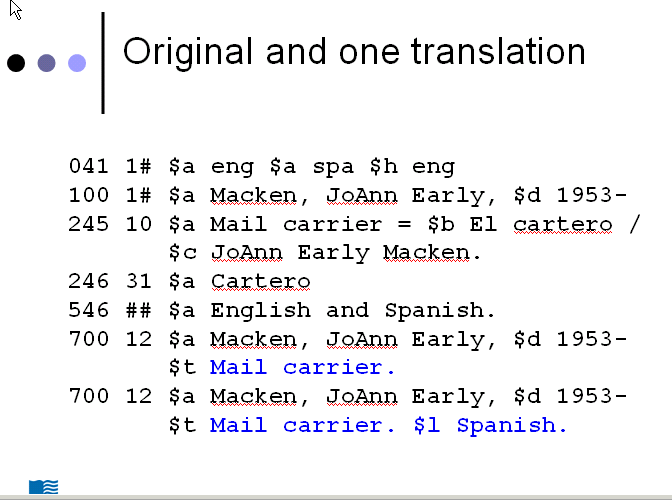 Original and one translation
041 1# $a eng $a spa $h eng
100 1# $a Macken, JoAnn Early, $d 1953-
245 10 $a Mail carrier = $b El cartero /
$c JoAnn Early Macken.
246 31 $a Cartero
546 ## $a English and Spanish.
700 12 $a Macken, JoAnn Early, $d 1953-
$t Mail carrier.
700 12 $a Macken, JoAnn Early, $d 1953-
$t Mail carrier. $l Spanish.